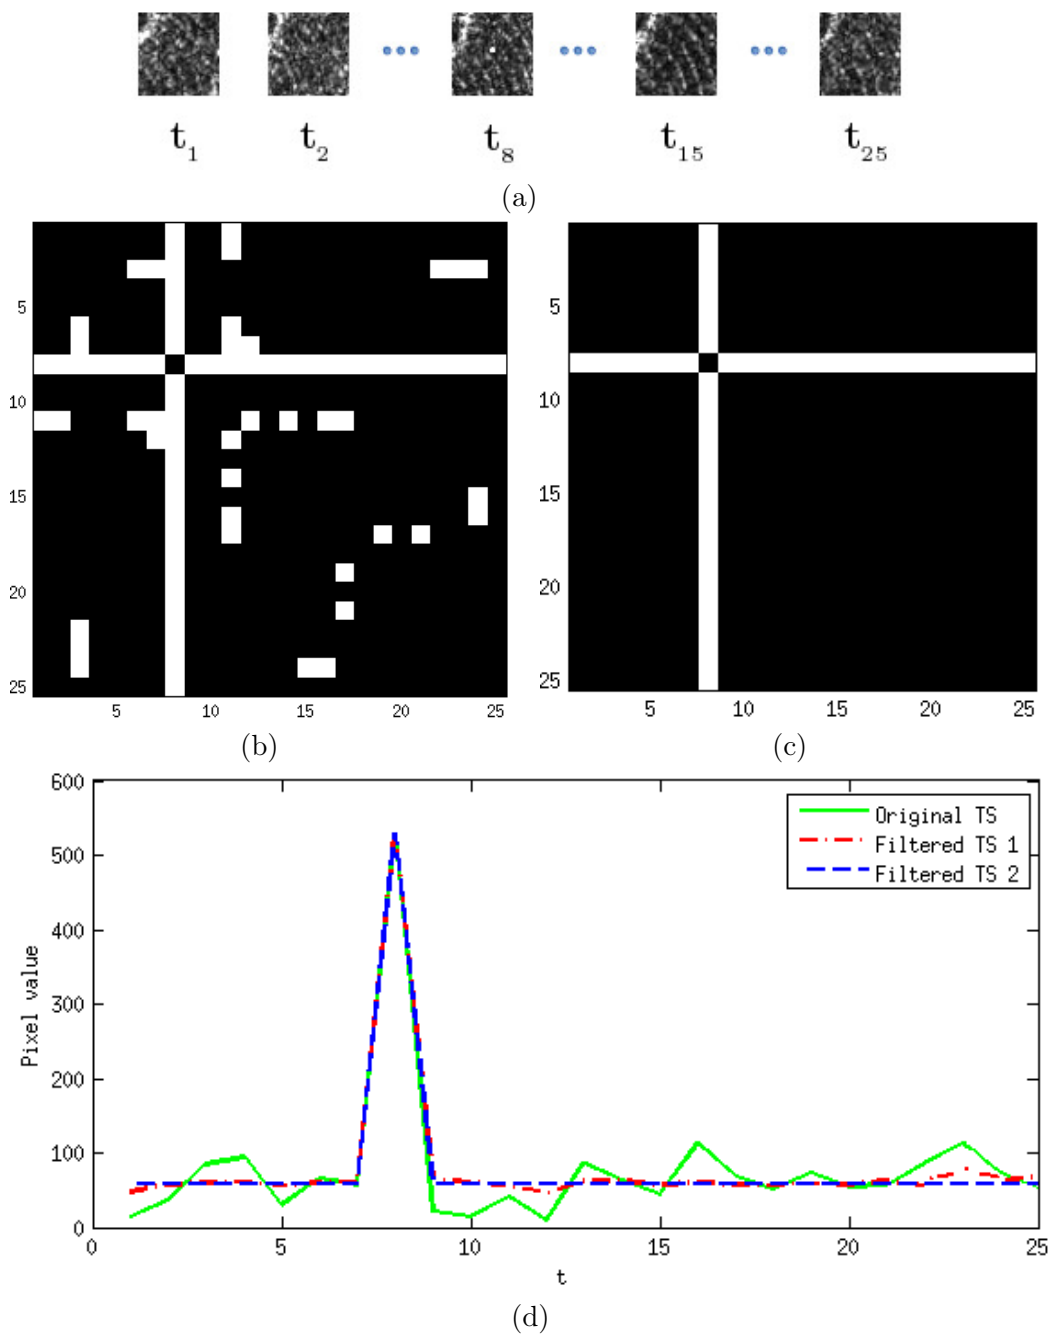 t1 t2 t8 t15 t25
(a)
5
10
15
20
25
5 10 15 20 25
(b)
5
10
15
20
25
5 10 15 20 25
(c)
600
500
400
300
200
100
0
Pixel value
Original TS
Filtered TS 1
Filtered TS 2
0 5 10 15 20 25
t
(d)